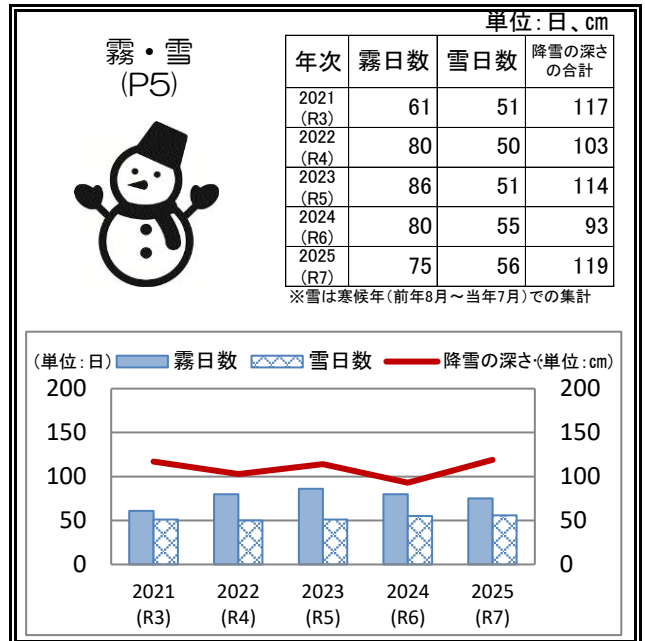 単位：日、㎝
霧・雪
(P5)
年次 霧日数 雪日数 降雪の深さの合計
2021 (R3) 61 51 117
2022 (R4) 80 50 103
2023 (R5) 86 51 114
2024 (R6) 80 55 93
2025 (R7) 75 56 119
※雪は寒候年(前年8月～当年7月)での集計
(単位：日) 霧日数 雪日数 降雪の深さ (単位：㎝)
200 200
150 150
100 100
50 50
0 0
2021 2022 2023 2024 2025
(R3) (R4) (R5) (R6) (R7)